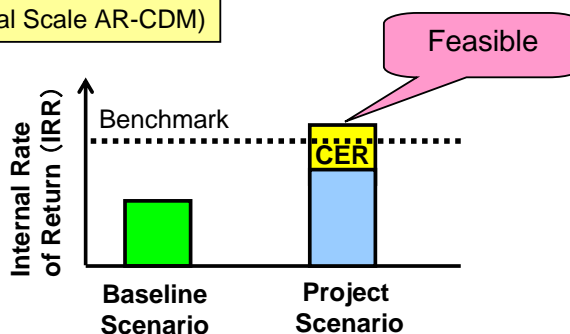 al Scale AR-CDM)
Feasible
Benchmark
CER
Internal Rate
of Return (IRR)
Baseline
Scenario
Project
Scenario